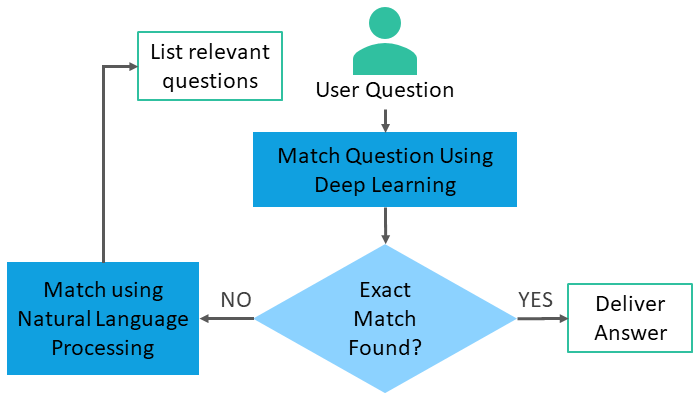 List relevant
questions
User Question
Match Question Using
Deep Learning
Exact
Match
Found?
NO
YES
Match using
Natural Language
Processing
Deliver
Answer